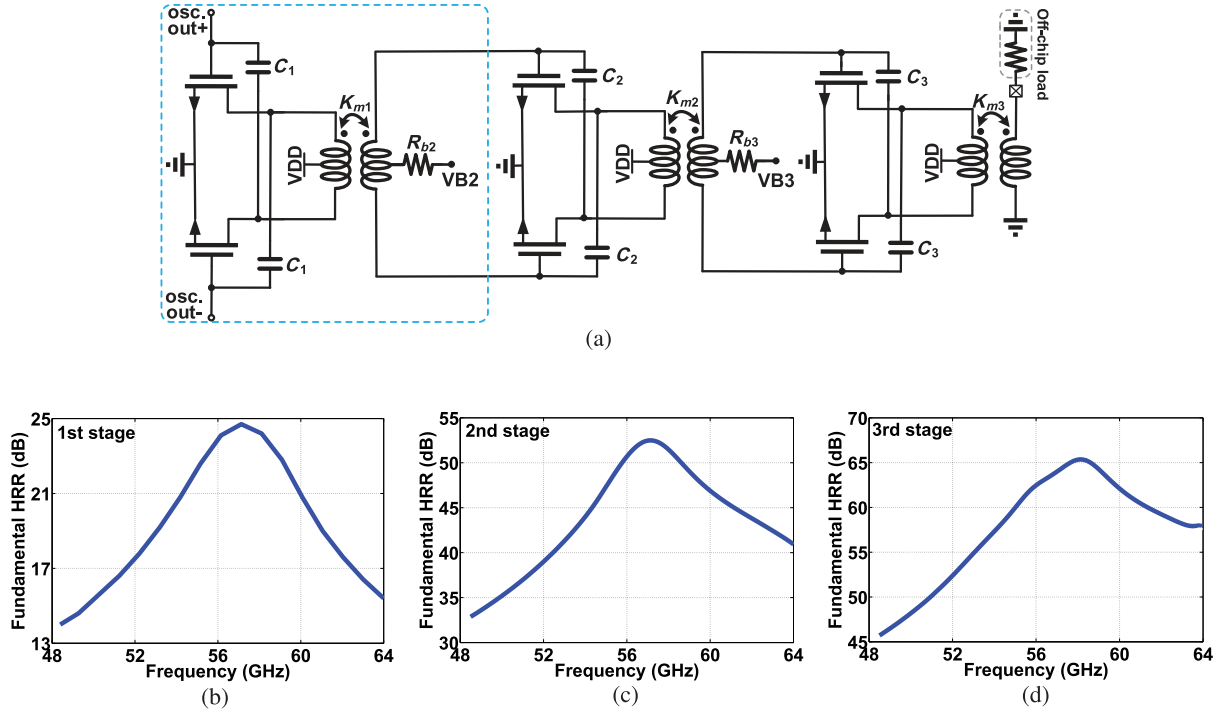 osc.
out+
C1
C1
Km1
VDD
Rb2
VB2
C2
C2
Km2
VDD
Rb3
VB3
C3
C3
Km3
VDD
Off-chip load
osc.
out-
(a)
1st stage
Fundamental HRR (dB)
25
21
17
13
48 52 56 60 64
Frequency (GHz)
(b)
2nd stage
Fundamental HRR (dB)
55
50
45
40
35
30
48 52 56 60 64
Frequency (GHz)
(c)
3rd stage
Fundamental HRR (dB)
70
65
60
55
50
45
48 52 56 60 64
Frequency (GHz)
(d)